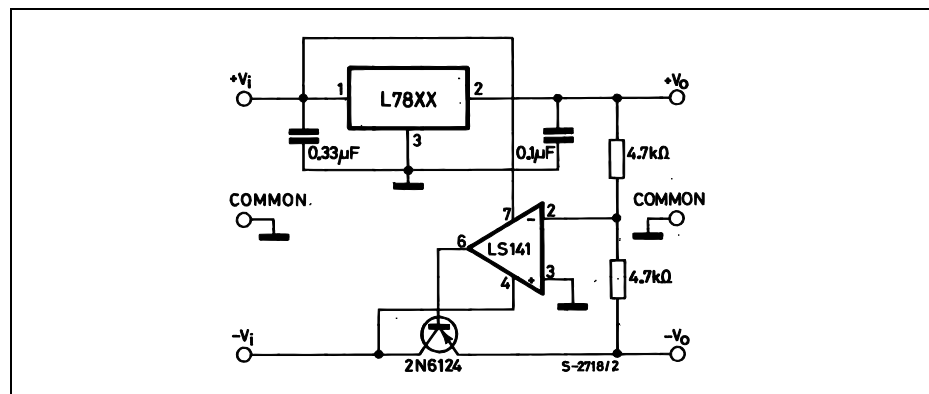 +Vi
1
L78XX
2
+Vo
3
0.33µF
0.1µF
4.7kΩ
COMMON
COMMON
7
-
2
6
LS141
4
+
3
4.7kΩ
-Vi
2N6124
S-2718/2
-Vo